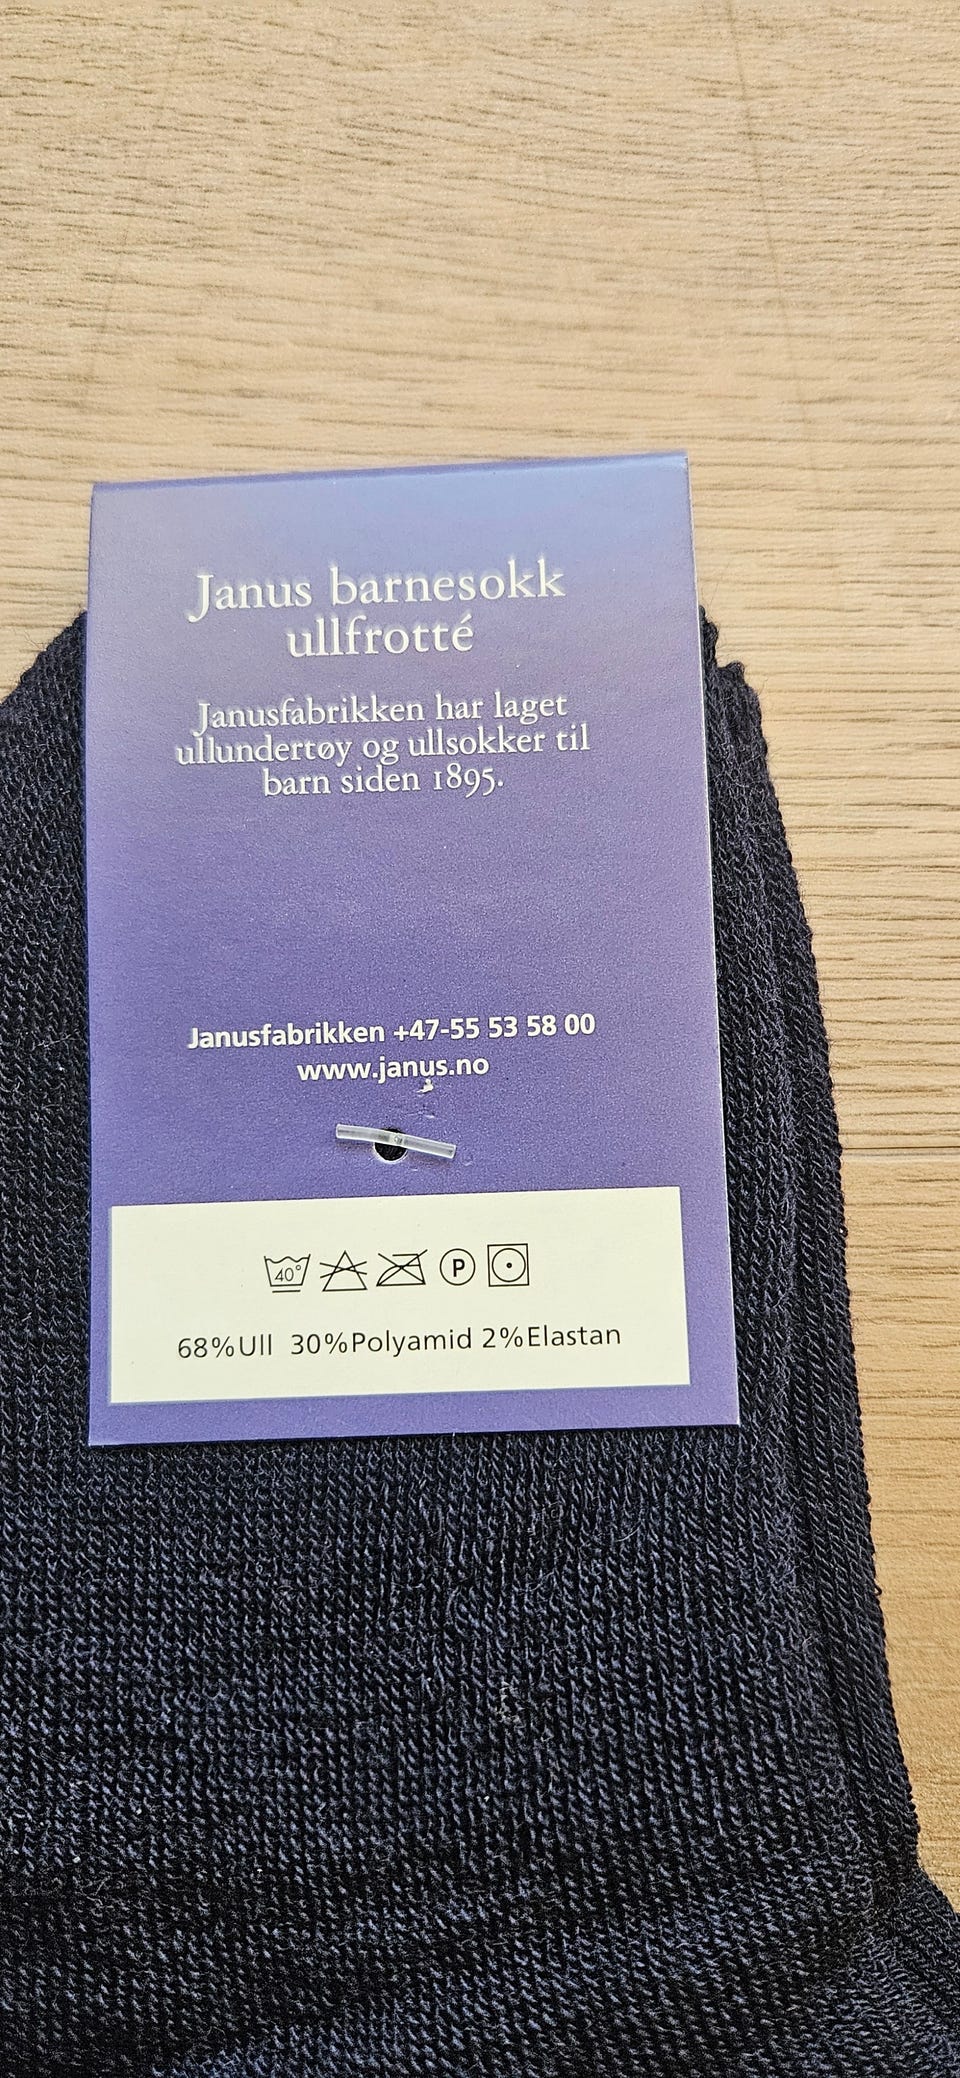 Janus barnesokk
ullfrotté
Janusfabrikken har laget
ullundertøy og ullsokker til
barn siden 1895.
Janusfabrikken +47-55 53 58 00
www.janus.no
40° P
68%Ull 30%Polyamid 2%Elastan